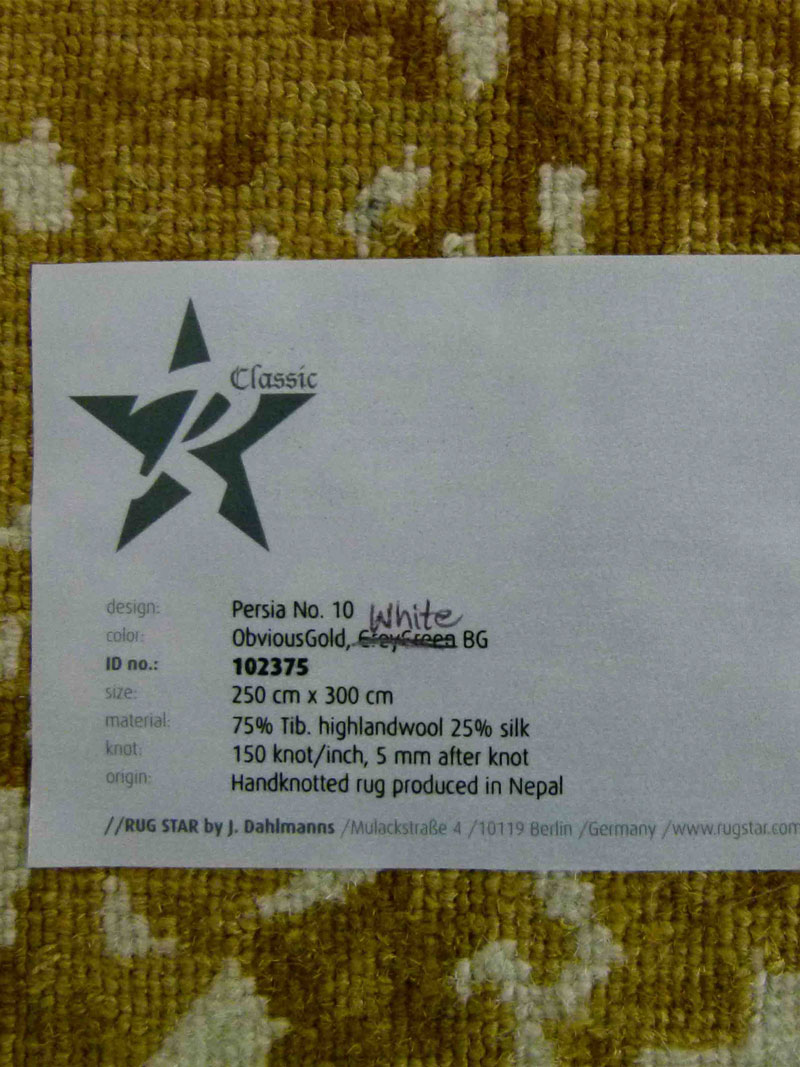 Classic
design: Persia No. 10 White
color: ObviousGold, GreyGreen BG
ID no.: 102375
size: 250 cm x 300 cm
material: 75% Tib. highlandwool 25% silk
knot: 150 knot/inch, 5 mm after knot
origin: Handknotted rug produced in Nepal
//RUG STAR by J. Dahlmanns /Mulackstraße 4 /10119 Berlin /Germany /www.rugstar.com